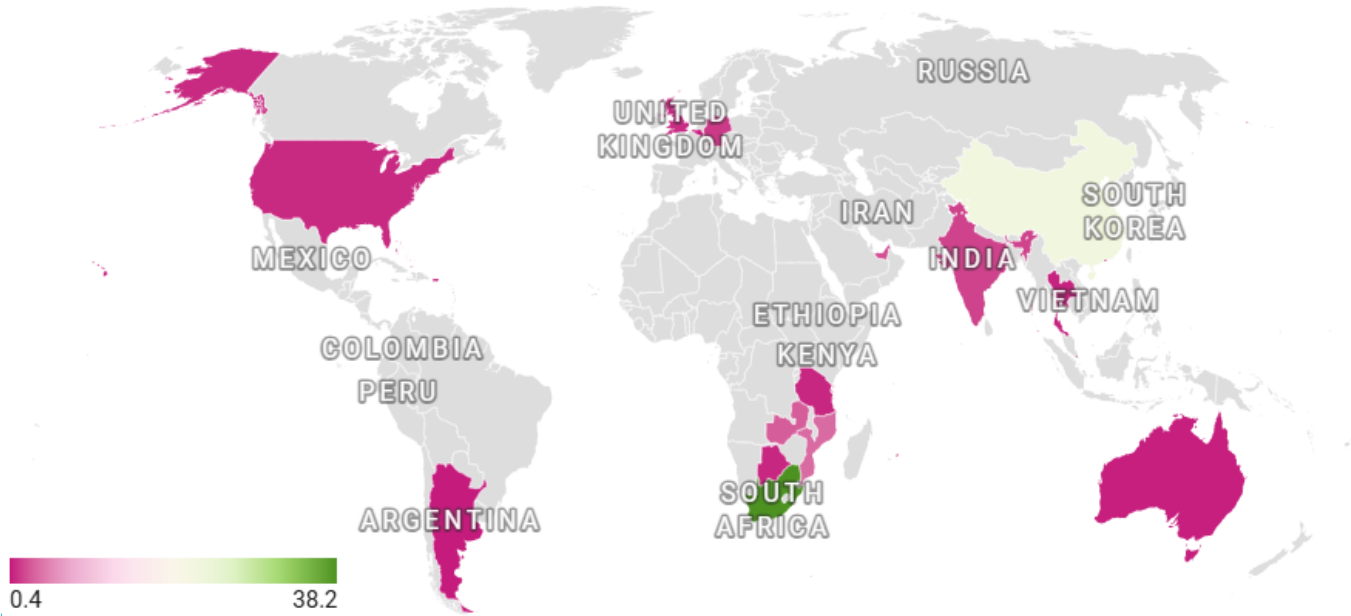 RUSSIA
UNITED
KINGDOM
SOUTH
KOREA
IRAN
MEXICO
INDIA
VIETNAM
ETHIOPIA
COLOMBIA
KENYA
PERU
SOUTH
AFRICA
ARGENTINA
0.4
38.2